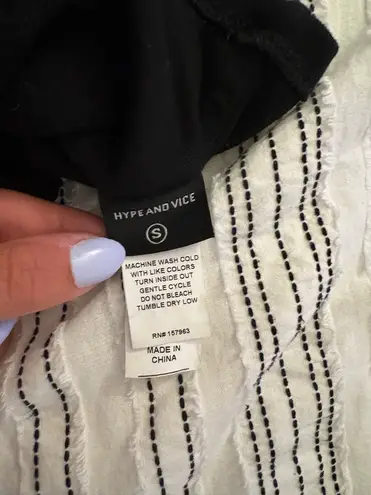 HYPE AND VICE
S
MACHINE WASH COLD
WITH LIKE COLORS
TURN INSIDE OUT
GENTLE CYCLE
DO NOT BLEACH
TUMBLE DRY LOW
RN# 157963
MADE IN
CHINA